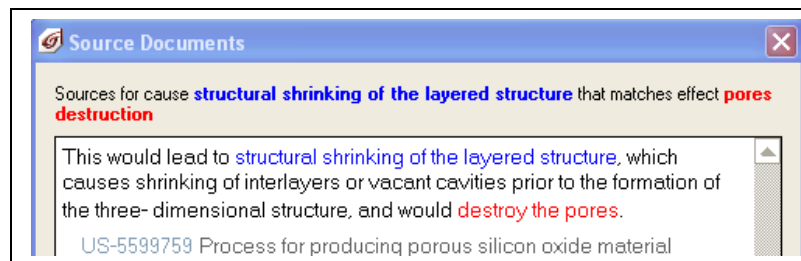 Source Documents
Sources for cause structural shrinking of the layered structure that matches effect pores
destruction
This would lead to structural shrinking of the layered structure, which
causes shrinking of interlayers or vacant cavities prior to the formation of
the three- dimensional structure, and would destroy the pores.
US-5599759 Process for producing porous silicon oxide material